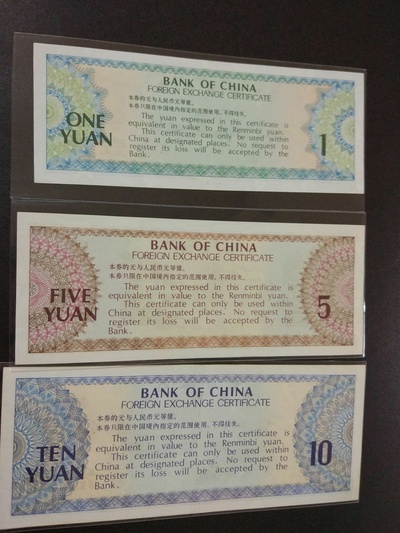 BANK OF CHINA
FOREIGN EXCHANGE CERTIFICATE
本券的元与人民币元等值。
本券只限在中国境内指定的范围使用,不得挂失。
ONE
YUAN
The yuan expressed in this certificate is
equivalent in value to the Renminbi yuan.
This certificate can only be used within
China at designated places. No request to
register its loss will be accepted by the
Bank.
1
BANK OF CHINA
FOREIGN EXCHANGE CERTIFICATE
本券的元与人民币元等值。
本券只限在中国境内指定的范围使用,不得挂失。
FIVE
YUAN
The yuan expressed in this certificate is
equivalent in value to the Renminbi yuan.
This certificate can only be used within
China at designated places. No request to
register its loss will be accepted by the
Bank.
5
BANK OF CHINA
FOREIGN EXCHANGE CERTIFICATE
本券的元与人民币元等值。
本券只限在中国境内指定的范围使用,不得挂失。
TEN
YUAN
The yuan expressed in this certificate is
equivalent in value to the Renminbi yuan.
This certificate can only be used within
China at designated places. No request to
register its loss will be accepted by the
Bank.
10